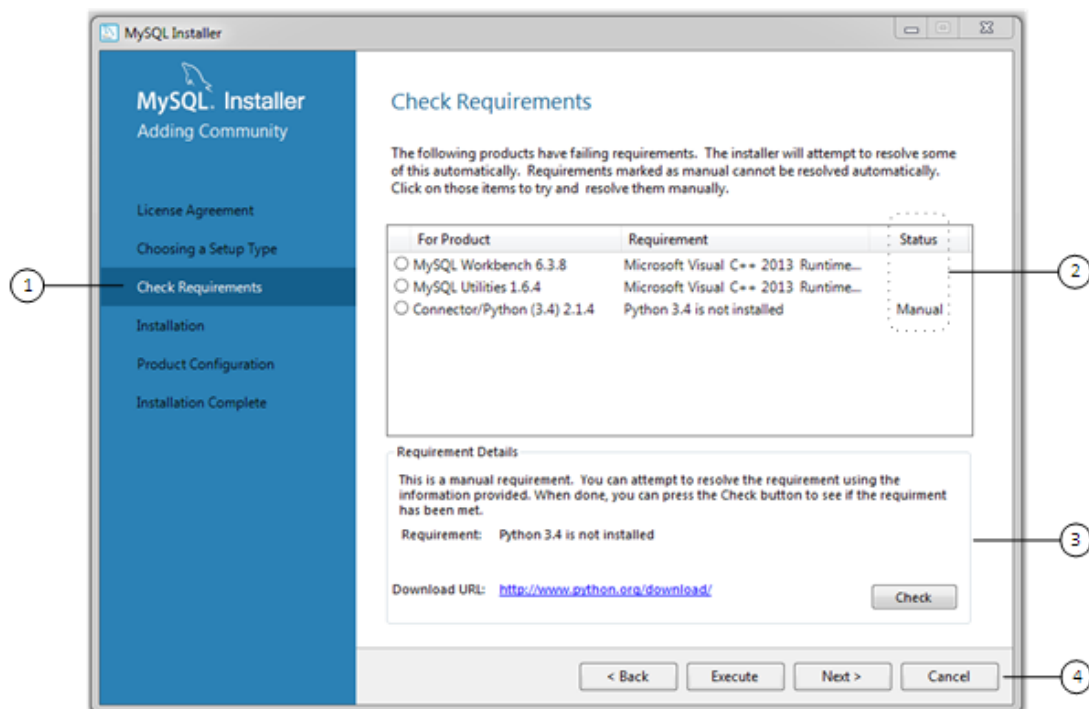 MySQL Installer
MySQL. Installer
Adding Community
License Agreement
Choosing a Setup Type
1
Check Requirements
Installation
Product Configuration
Installation Complete
Check Requirements
The following products have failing requirements. The installer will attempt to resolve some
of this automatically. Requirements marked as manual cannot be resolved automatically.
Click on those items to try and resolve them manually.
For Product Requirement Status
MySQL Workbench 6.3.8 Microsoft Visual C++ 2013 Runtime...
2
MySQL Utilities 1.6.4 Microsoft Visual C++ 2013 Runtime...
Connector/Python (3.4) 2.1.4 Python 3.4 is not installed Manual
Requirement Details
This is a manual requirement. You can attempt to resolve the requirement using the
information provided. When done, you can press the Check button to see if the requirment
has been met.
Requirement: Python 3.4 is not installed
3
Download URL: http://www.python.org/download/
Check
< Back Execute Next > Cancel
4